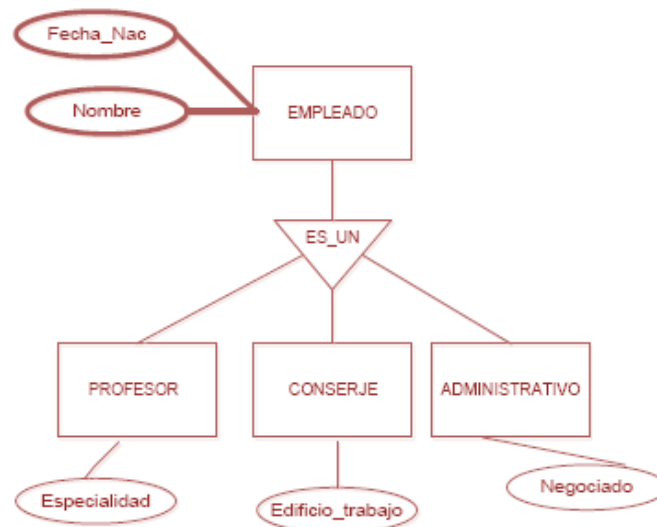 Fecha_Nac
Nombre
EMPLEADO
ES_UN
PROFESOR
CONSERJE
ADMINISTRATIVO
Especialidad
Edificio_trabajo
Negociado